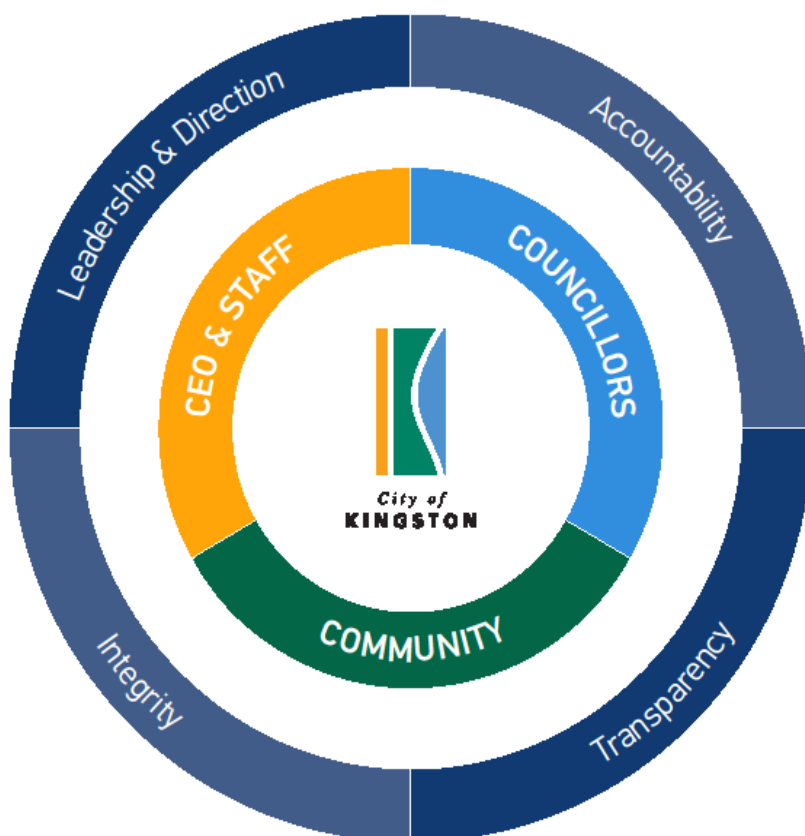 Leadership & Direction
Accountability
CEO & STAFF
COUNCILLORS
City of
KINGSTON
COMMUNITY
Integrity
Transparency